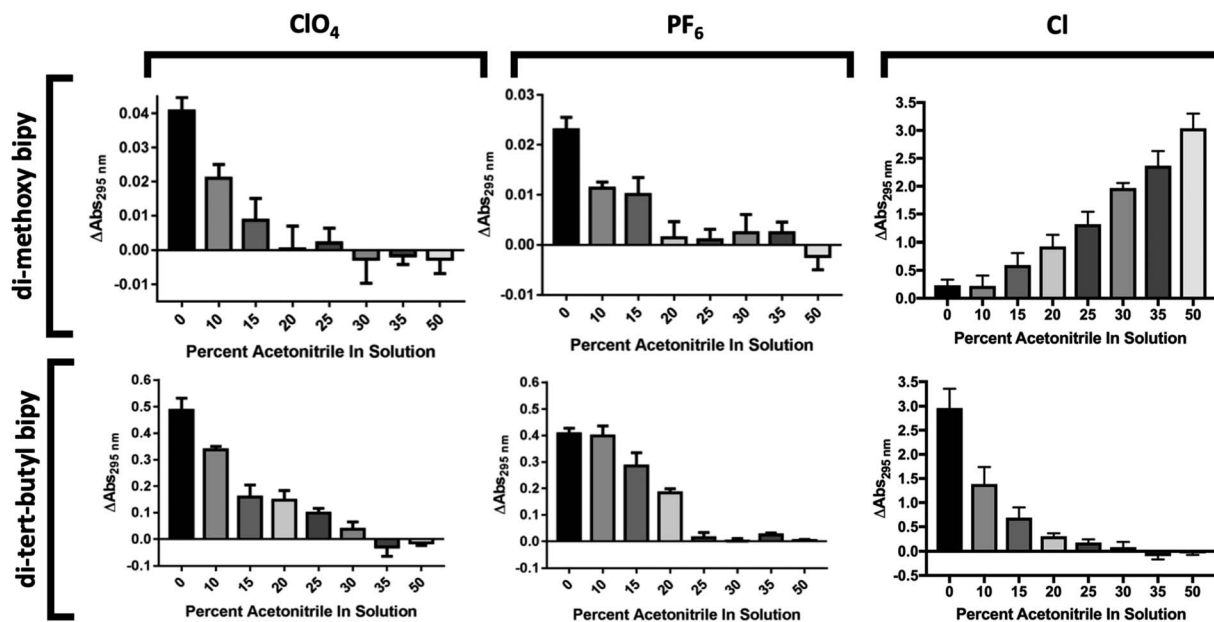 ClO₄
PF₆
Cl
di-methoxy bipy
ΔAbs₂₉₅ ₙₘ
0.04
0.03
0.02
0.01
0.00
-0.01
0 10 15 20 25 30 35 50
Percent Acetonitrile In Solution
ΔAbs₂₉₅ ₙₘ
0.03
0.02
0.01
0.00
-0.01
0 10 15 20 25 30 35 50
Percent Acetonitrile In Solution
ΔAbs₂₉₅ ₙₘ
3.5
3.0
2.5
2.0
1.5
1.0
0.5
0.0
0 10 15 20 25 30 35 50
Percent Acetonitrile In Solution
di-tert-butyl bipy
ΔAbs₂₉₅ ₙₘ
0.6
0.5
0.4
0.3
0.2
0.1
0.0
-0.1
0 10 15 20 25 30 35 50
Percent Acetonitrile In Solution
ΔAbs₂₉₅ ₙₘ
0.6
0.5
0.4
0.3
0.2
0.1
0.0
-0.1
0 10 15 20 25 30 35 50
Percent Acetonitrile In Solution
ΔAbs₂₉₅ ₙₘ
3.5
3.0
2.5
2.0
1.5
1.0
0.5
0.0
-0.5
0 10 15 20 25 30 35 50
Percent Acetonitrile In Solution